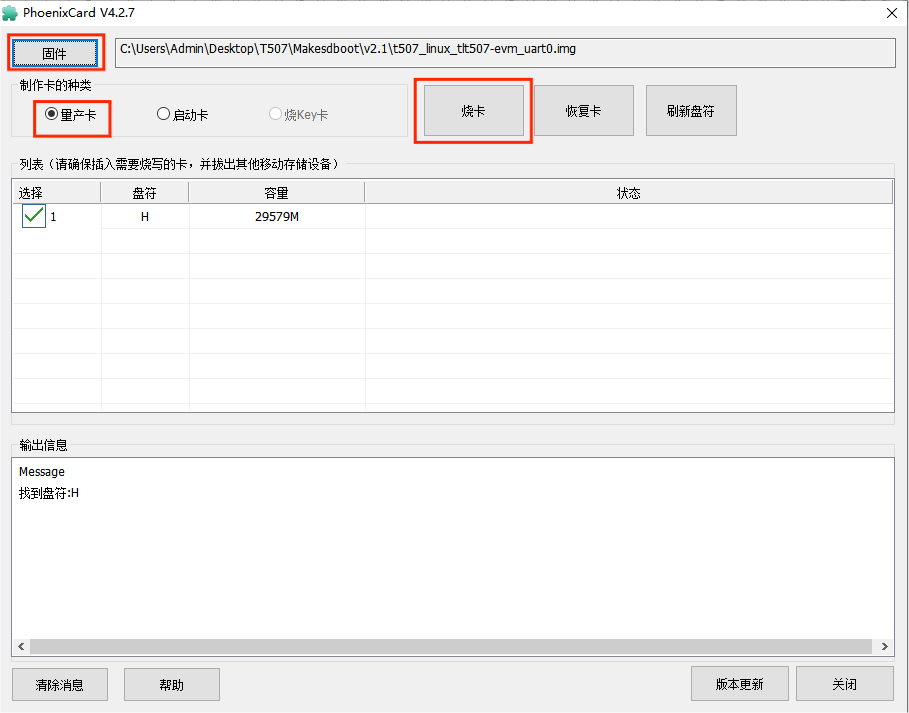 PhoenixCard V4.2.7
固件
C:\Users\Admin\Desktop\T507\Makesdboot\v2.1\t507_linux_tlt507-evm_uart0.img
制作卡的种类
量产卡 启动卡 烧Key卡 烧卡 恢复卡 刷新盘符
列表（请确保插入需要烧写的卡，并拔出其他移动存储设备）
选择 盘符 容量 状态
1 H 29579M
输出信息
Message
找到盘符:H
清除消息 帮助 版本更新 关闭